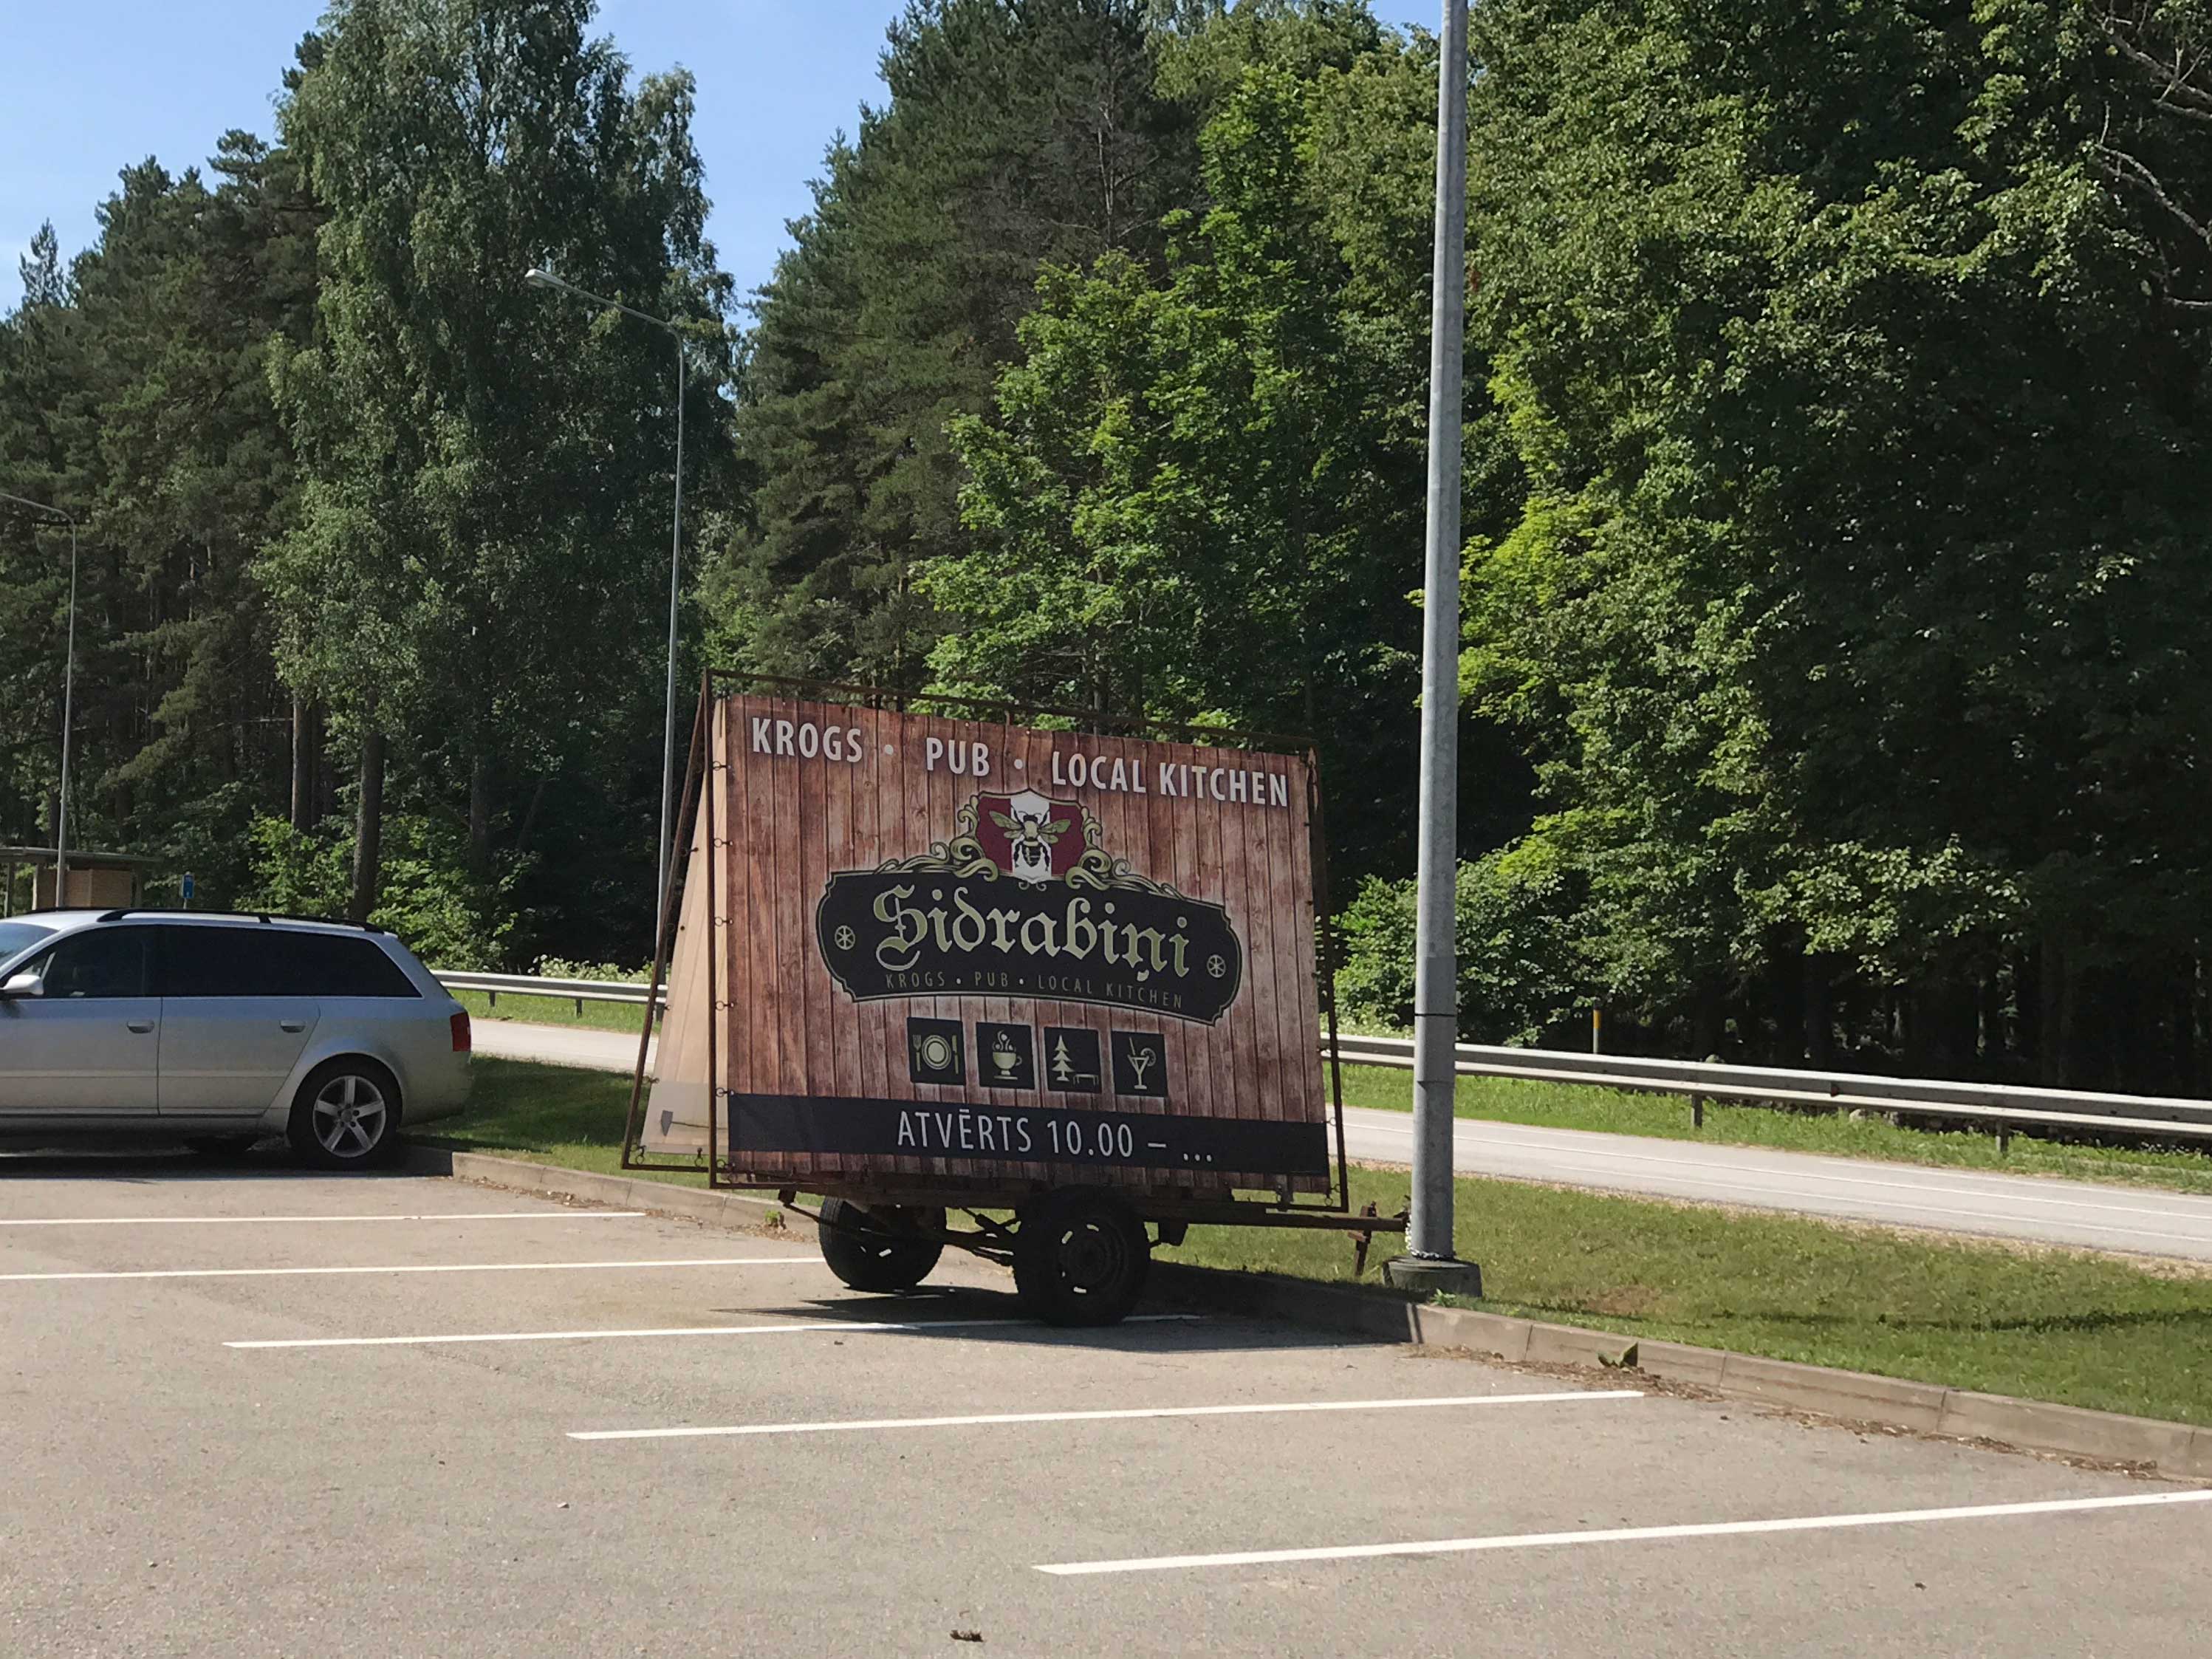 KROGS • PUB • LOCAL KITCHEN
Sidrabiņi
KROGS • PUB • LOCAL KITCHEN
ATVĒRTS 10.00 – ...